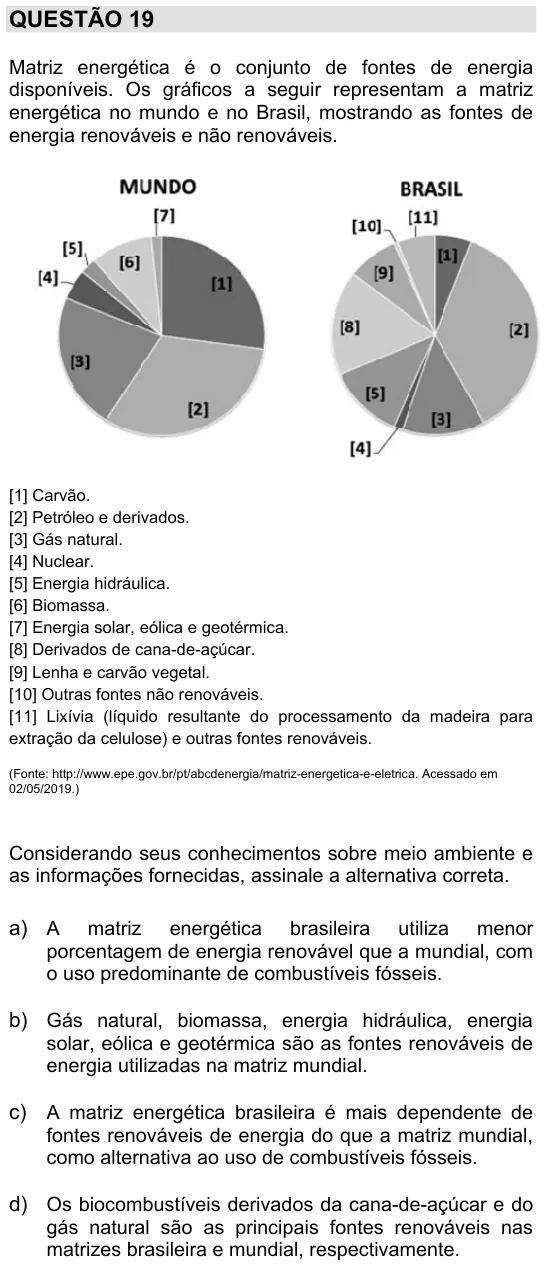 QUESTÃO 19
Matriz energética é o conjunto de fontes de energia
disponíveis. Os gráficos a seguir representam a matriz
energética no mundo e no Brasil, mostrando as fontes de
energia renováveis e não renováveis.
MUNDO
[7]
[5]
[6]
[4]
[1]
[3]
[2]
BRASIL
[10]
[11]
[1]
[9]
[8]
[2]
[5]
[3]
[4]
[1] Carvão.
[2] Petróleo e derivados.
[3] Gás natural.
[4] Nuclear.
[5] Energia hidráulica.
[6] Biomassa.
[7] Energia solar, eólica e geotérmica.
[8] Derivados de cana-de-açúcar.
[9] Lenha e carvão vegetal.
[10] Outras fontes não renováveis.
[11] Lixívia (líquido resultante do processamento da madeira para
extração da celulose) e outras fontes renováveis.
(Fonte: http://www.epe.gov.br/pt/abcdenergia/matriz-energetica-e-eletrica. Acessado em
02/05/2019.)
Considerando seus conhecimentos sobre meio ambiente e
as informações fornecidas, assinale a alternativa correta.
a) A matriz energética brasileira utiliza menor
porcentagem de energia renovável que a mundial, com
o uso predominante de combustíveis fósseis.
b) Gás natural, biomassa, energia hidráulica, energia
solar, eólica e geotérmica são as fontes renováveis de
energia utilizadas na matriz mundial.
c) A matriz energética brasileira é mais dependente de
fontes renováveis de energia do que a matriz mundial,
como alternativa ao uso de combustíveis fósseis.
d) Os biocombustíveis derivados da cana-de-açúcar e do
gás natural são as principais fontes renováveis nas
matrizes brasileira e mundial, respectivamente.